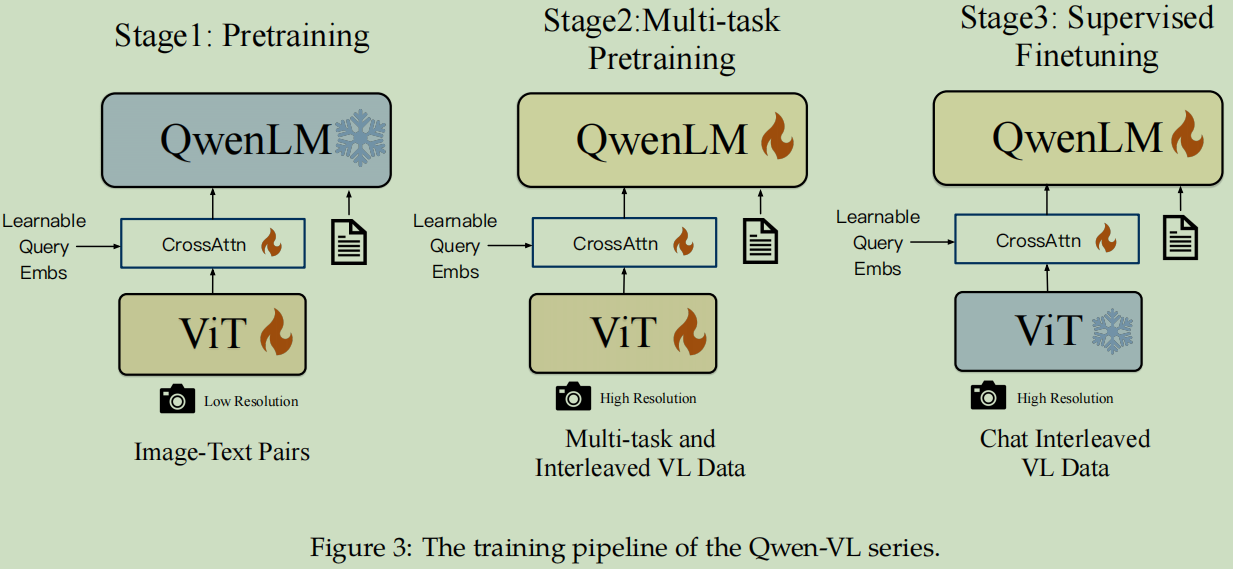 Stage1: Pretraining
QwenLM
Learnable
Query
Embs
CrossAttn
ViT
Low Resolution
Image-Text Pairs
Stage2:Multi-task
Pretraining
QwenLM
Learnable
Query
Embs
CrossAttn
ViT
High Resolution
Multi-task and
Interleaved VL Data
Stage3: Supervised
Finetuning
QwenLM
Learnable
Query
Embs
CrossAttn
ViT
High Resolution
Chat Interleaved
VL Data
Figure 3: The training pipeline of the Qwen-VL series.